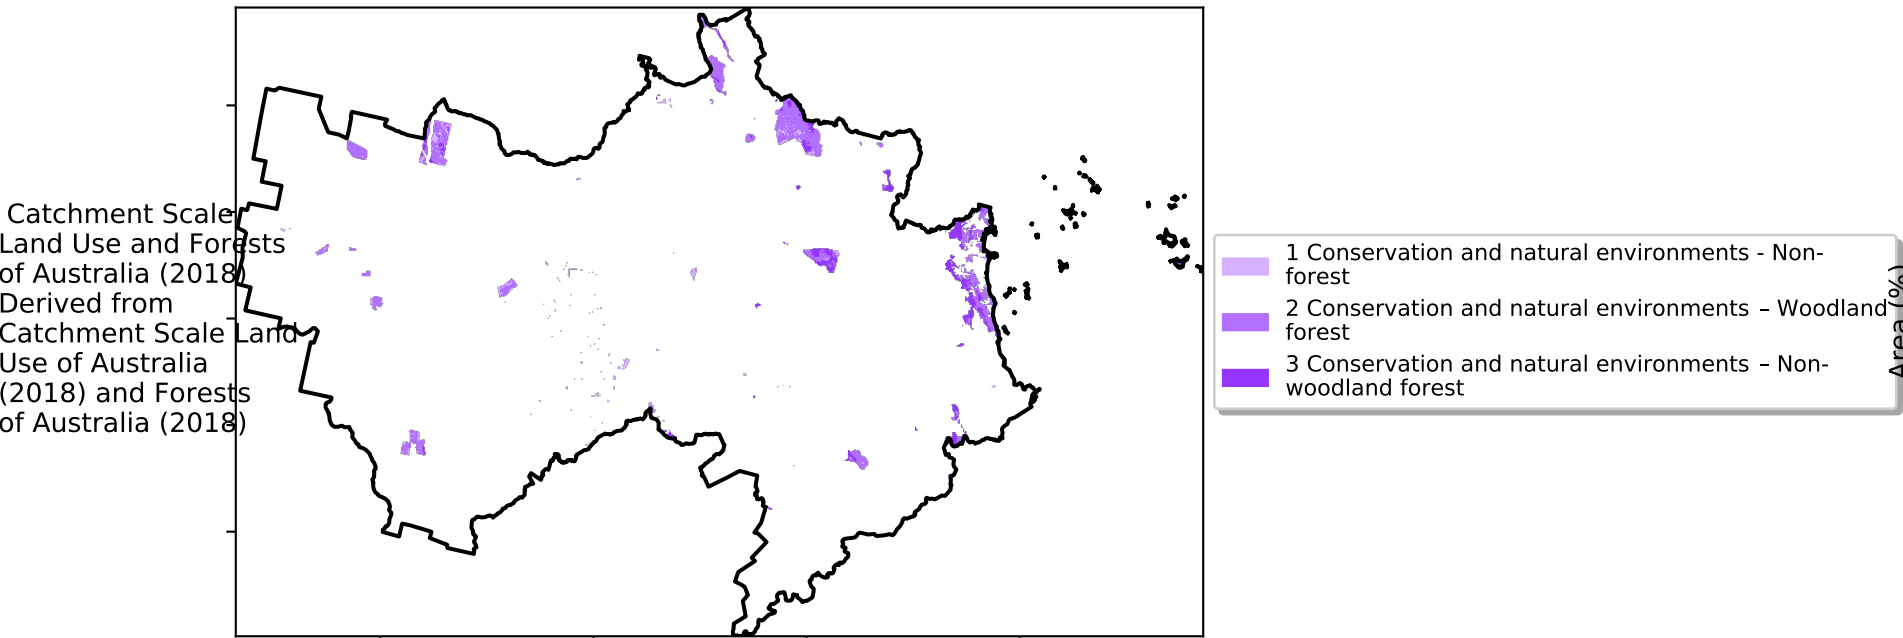 Catchment Scale
Land Use and Forests
of Australia (2018)
Derived from
Catchment Scale Land
Use of Australia
(2018) and Forests
of Australia (2018)
1 Conservation and natural environments - Non-
forest
2 Conservation and natural environments – Woodland
forest
3 Conservation and natural environments – Non-
woodland forest
Area (%)